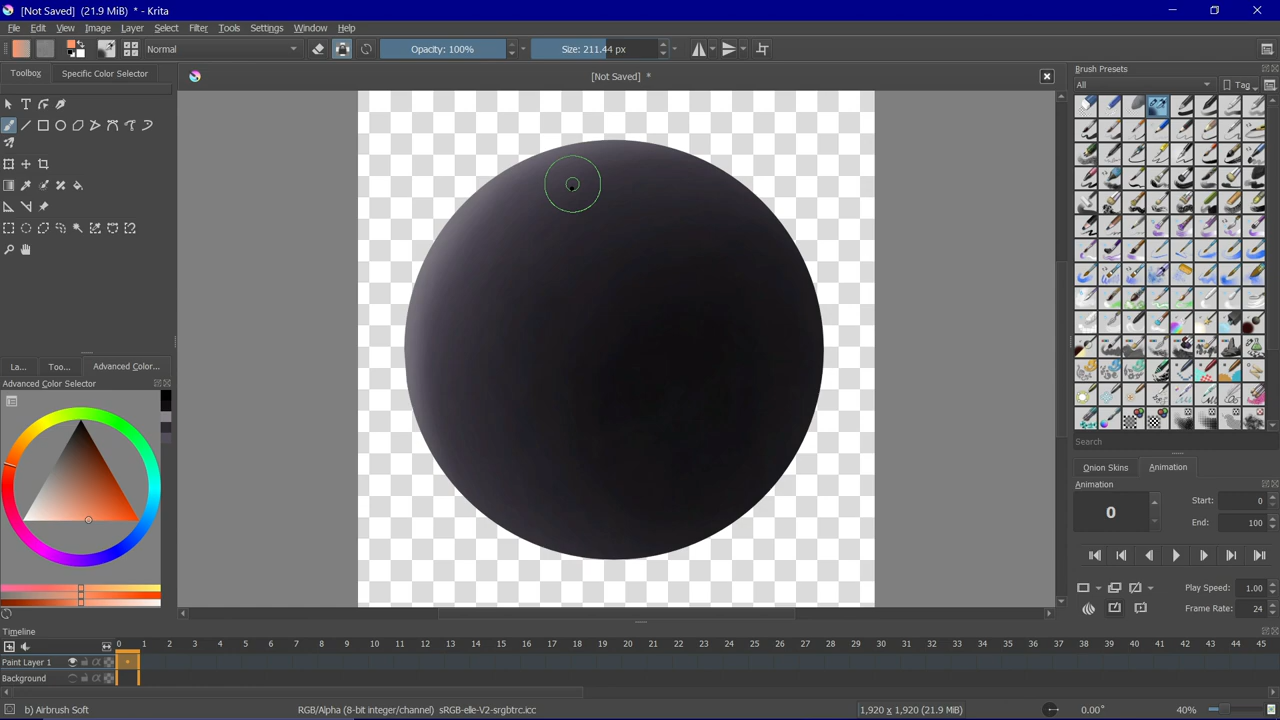 [Not Saved] (21.9 MiB) * - Krita
File Edit View Image Layer Select Filter Tools Settings Window Help
Normal Opacity: 100% Size: 211.44 px
Toolbox Specific Color Selector [Not Saved] * Brush Presets
All Tag
La... Too... Advanced Color...
Advanced Color Selector
Search
Onion Skins Animation
Animation
0 Start: 0
End: 100
Play Speed: 1.00
Frame Rate: 24
Timeline
0 1 2 3 4 5 6 7 8 9 10 11 12 13 14 15 16 17 18 19 20 21 22 23 24 25 26 27 28 29 30 31 32 33 34 35 36 37 38 39 40 41 42 43 44 45
Paint Layer 1
Background
b) Airbrush Soft RGB/Alpha (8-bit integer/channel) sRGB-elle-V2-srgbtrc.icc 1,920 x 1,920 (21.9 MiB) 0.00° 40%